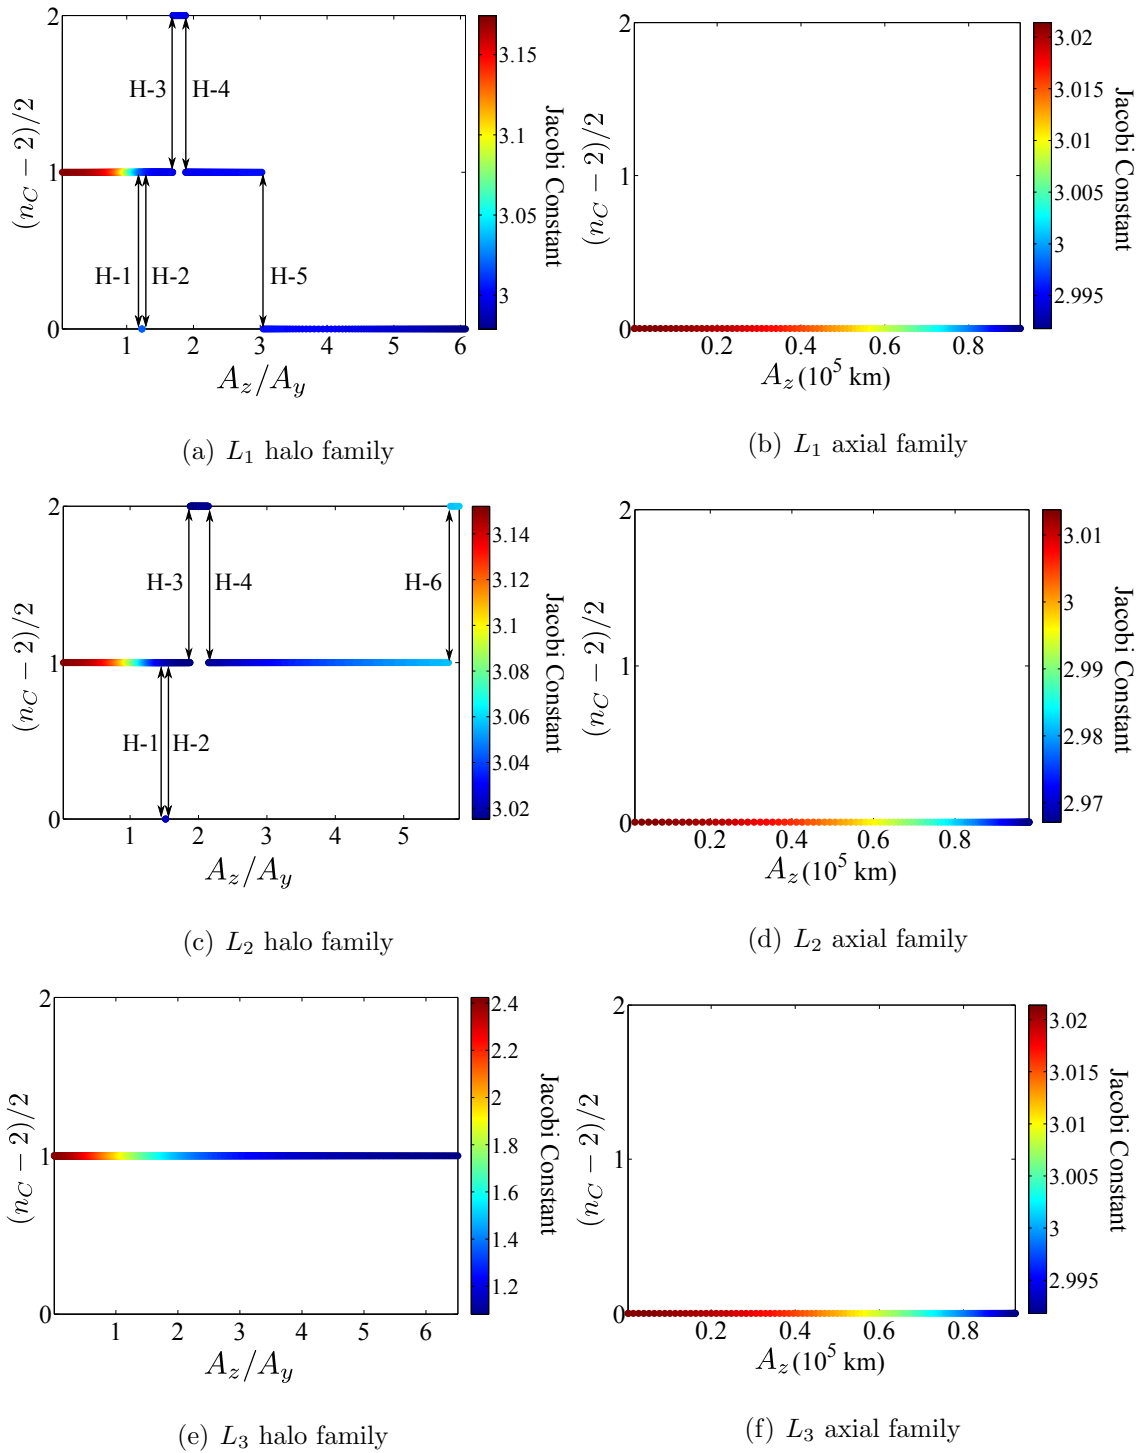 2
1
0
(n_C − 2)/2
H-3 H-4
H-1 H-2 H-5
1 2 3 4 5 6
A_z/A_y
3.15
3.1
3.05
3
Jacobi Constant
(a) L_1 halo family
2
1
0
(n_C − 2)/2
0.2 0.4 0.6 0.8
A_z (10^5 km)
3.02
3.015
3.01
3.005
3
2.995
Jacobi Constant
(b) L_1 axial family
2
1
0
(n_C − 2)/2
H-3 H-4 H-6
H-1 H-2
1 2 3 4 5
A_z/A_y
3.14
3.12
3.1
3.08
3.06
3.04
3.02
Jacobi Constant
(c) L_2 halo family
2
1
0
(n_C − 2)/2
0.2 0.4 0.6 0.8
A_z (10^5 km)
3.01
3
2.99
2.98
2.97
Jacobi Constant
(d) L_2 axial family
2
1
0
(n_C − 2)/2
1 2 3 4 5 6
A_z/A_y
2.4
2.2
2
1.8
1.6
1.4
1.2
Jacobi Constant
(e) L_3 halo family
2
1
0
(n_C − 2)/2
0.2 0.4 0.6 0.8
A_z (10^5 km)
3.02
3.015
3.01
3.005
3
2.995
Jacobi Constant
(f) L_3 axial family